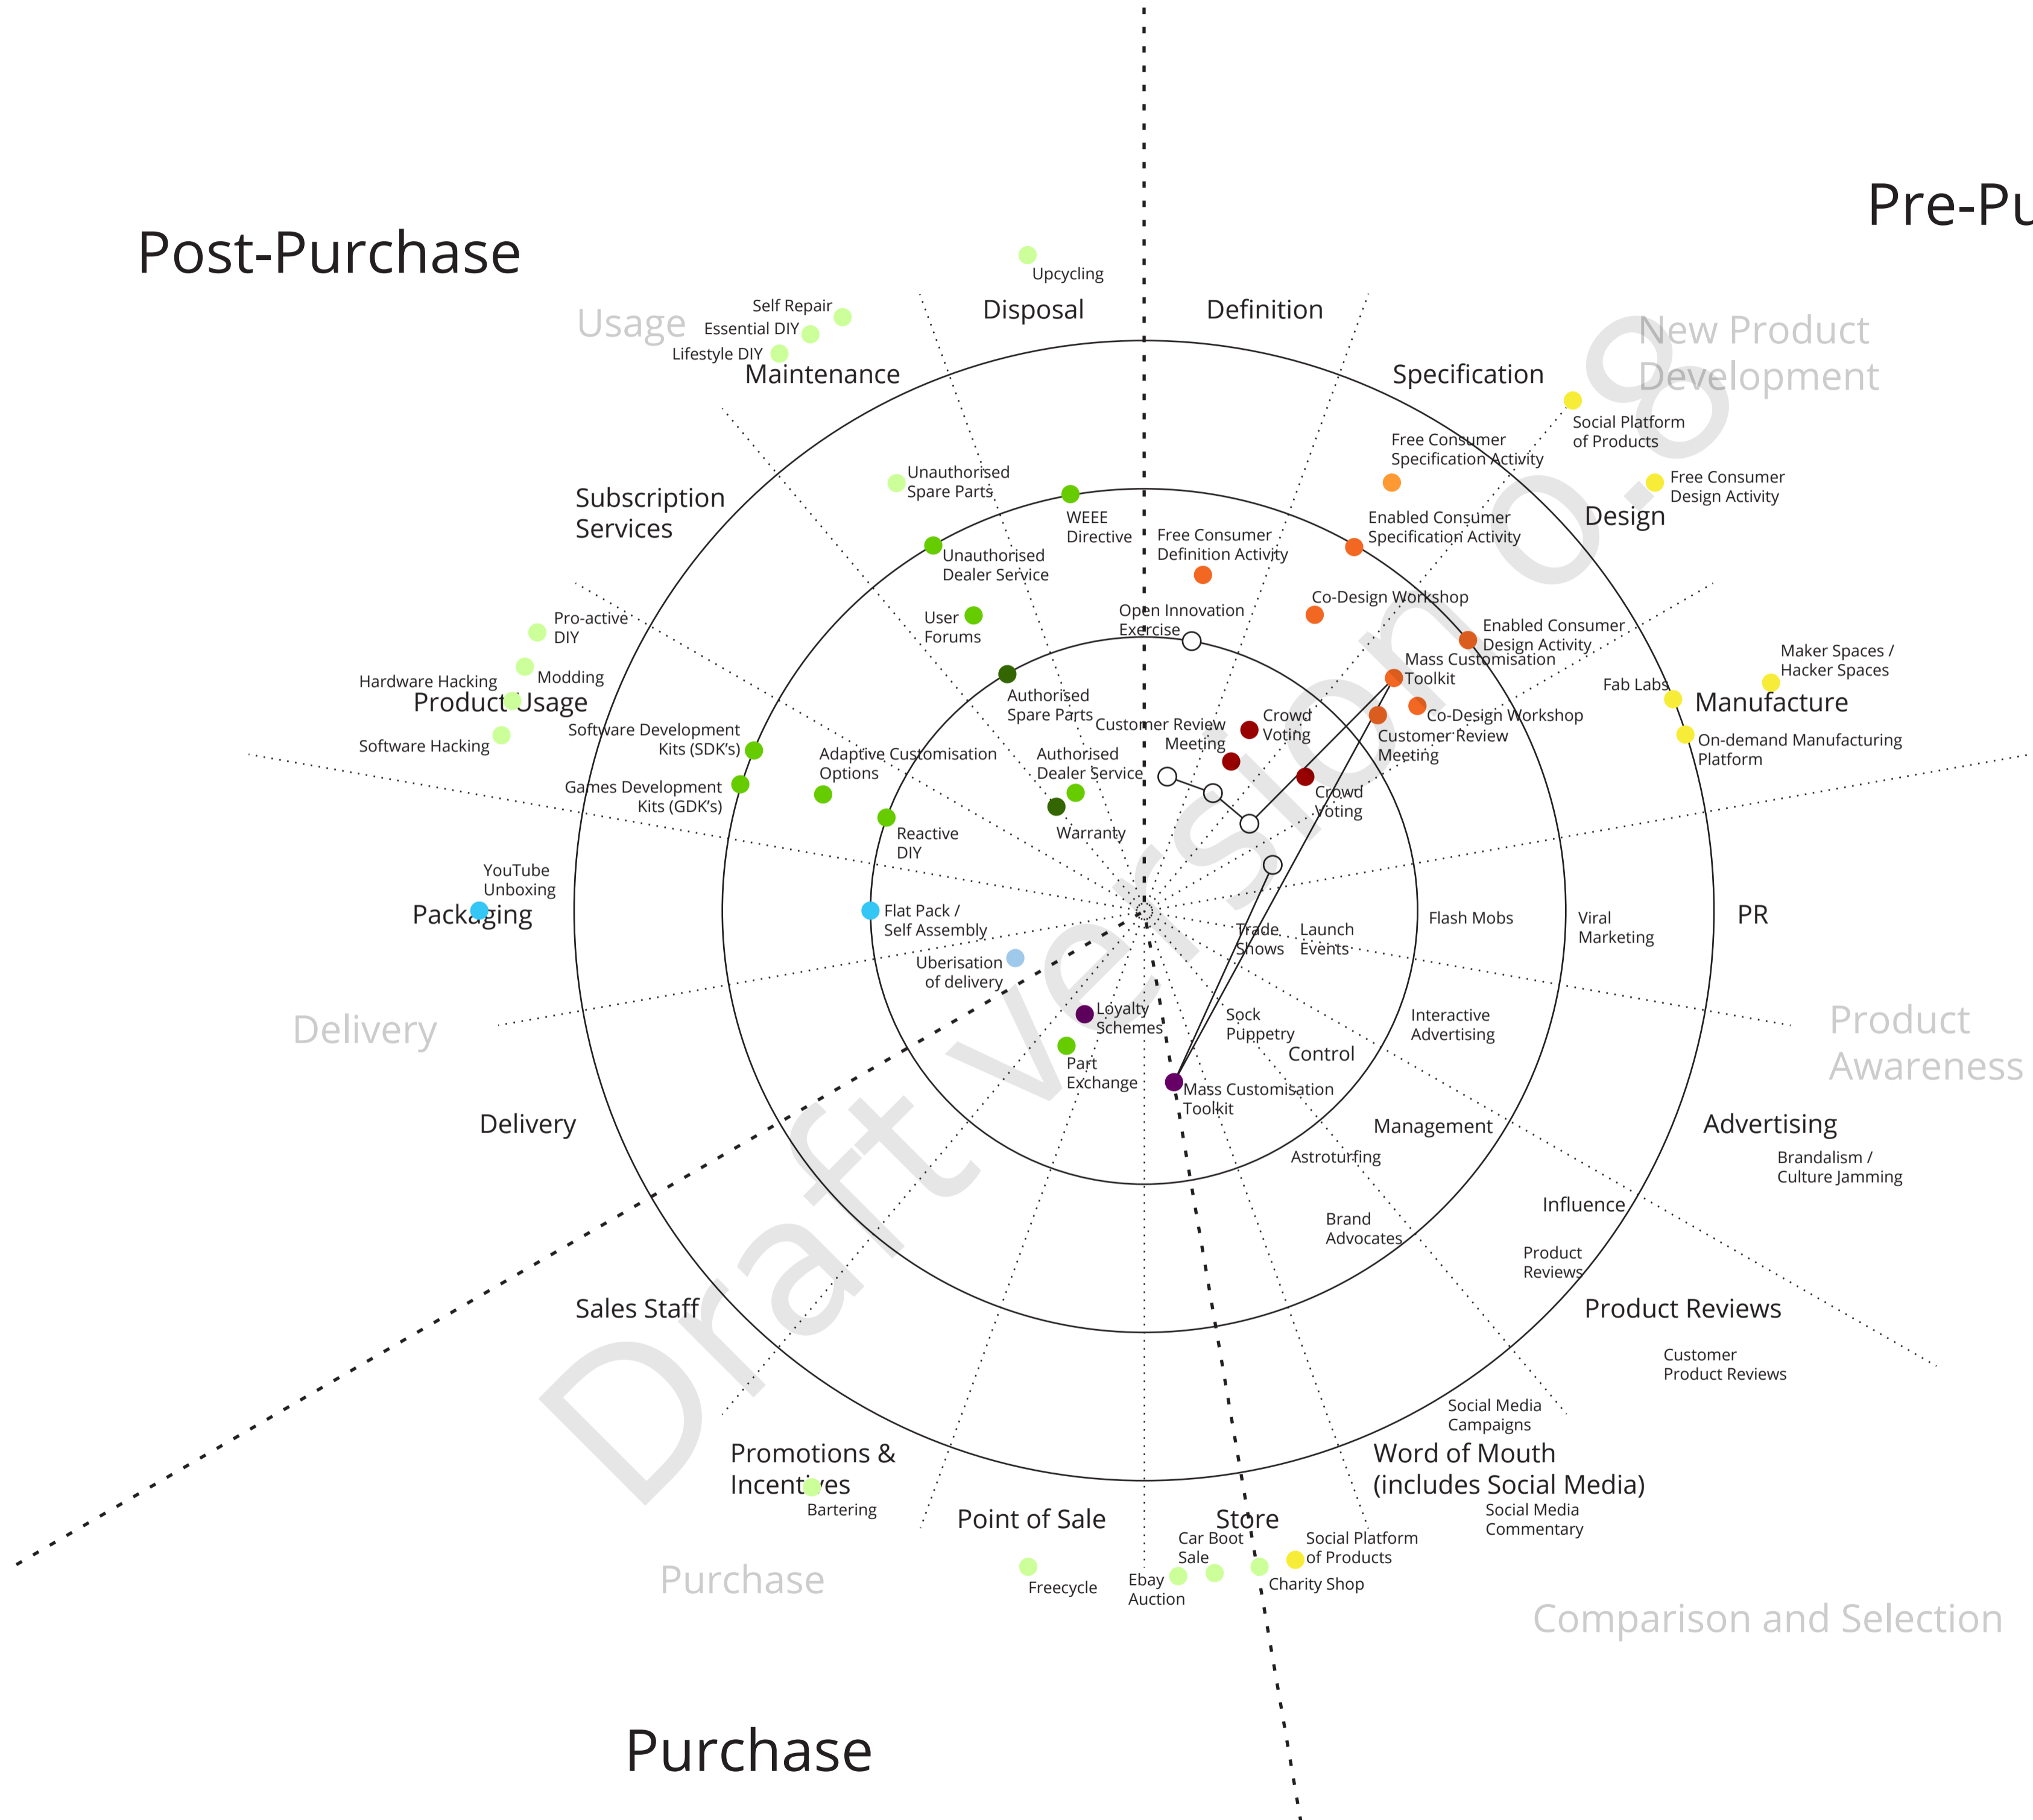 Pre-Pu
Post-Purchase
Upcycling
Self Repair
Disposal
Definition
Usage
Essential DIY
New Product
Development
Lifestyle DIY
Maintenance
Specification
Social Platform
of Products
Free Consumer
Specification Activity
Unauthorised
Spare Parts
Free Consumer
Design Activity
Subscription
Services
Design
WEEE
Directive
Enabled Consumer
Specification Activity
Free Consumer
Definition Activity
Unauthorised
Dealer Service
Co-Design Workshop
Open Innovation
Exercise
User
Forums
Pro-active
DIY
Enabled Consumer
Design Activity
Maker Spaces /
Hacker Spaces
Mass Customisation
Toolkit
Modding
Hardware Hacking
Fab Labs
Product Usage
Manufacture
Authorised
Spare Parts
Crowd
Voting
Co-Design Workshop
Customer Review
Meeting
Customer Review
Meeting
Software Development
Kits (SDK's)
Software Hacking
On-demand Manufacturing
Platform
Adaptive Customisation
Options
Authorised
Dealer Service
Games Development
Kits (GDK's)
Crowd
Voting
Reactive
DIY
Warranty
YouTube
Unboxing
Packaging
Flat Pack /
Self Assembly
Flash Mobs
Viral
Marketing
PR
Trade
Shows
Launch
Events
Uberisation
of delivery
Delivery
Loyalty
Schemes
Sock
Puppetry
Interactive
Advertising
Product
Awareness
Control
Part
Exchange
Mass Customisation
Toolkit
Delivery
Management
Advertising
Astroturfing
Brandalism /
Culture Jamming
Influence
Brand
Advocates
Product
Reviews
Sales Staff
Product Reviews
Customer
Product Reviews
Social Media
Campaigns
Promotions &
Incentives
Word of Mouth
(includes Social Media)
Bartering
Social Media
Commentary
Point of Sale
Store
Car Boot
Sale
Social Platform
of Products
Purchase
Freecycle
Ebay
Auction
Charity Shop
Comparison and Selection
Purchase
Draft version 0.8